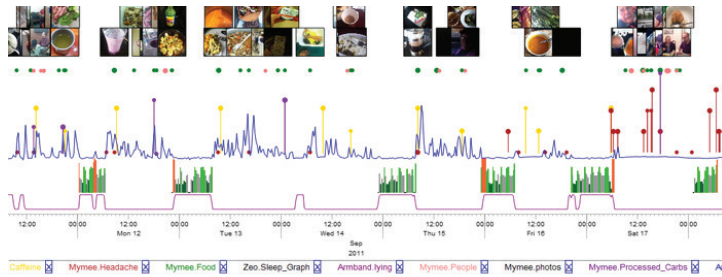 12:00 00:00 12:00 00:00 12:00 00:00 12:00 00:00 12:00 00:00 12:00 00:00 12:00 00:00
Mon 12 Tue 13 Wed 14 Thu 15 Fri 16 Sat 17
Sep
2011
Caffeine Mymee.Headache Mymee.Food Zeo.Sleep_Graph Armband.lying Mymee.People Mymee.photos Mymee.Processed_Carbs A